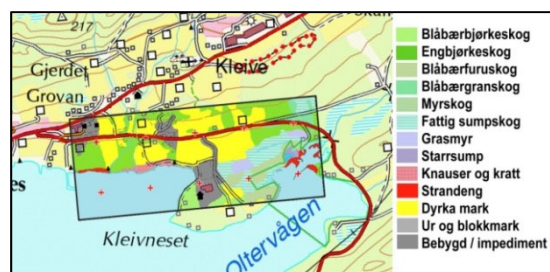 217
Gjerdet
Grovan
Kleive
Kleivneset
Oltervågen
Blåbærbjørkeskog
Engbjørkeskog
Blåbærfuruskog
Blåbærgranskog
Myrskog
Fattig sumpskog
Grasmyr
Starrsump
Knauser og kratt
Strandeng
Dyrka mark
Ur og blokkmark
Bebygd / impediment